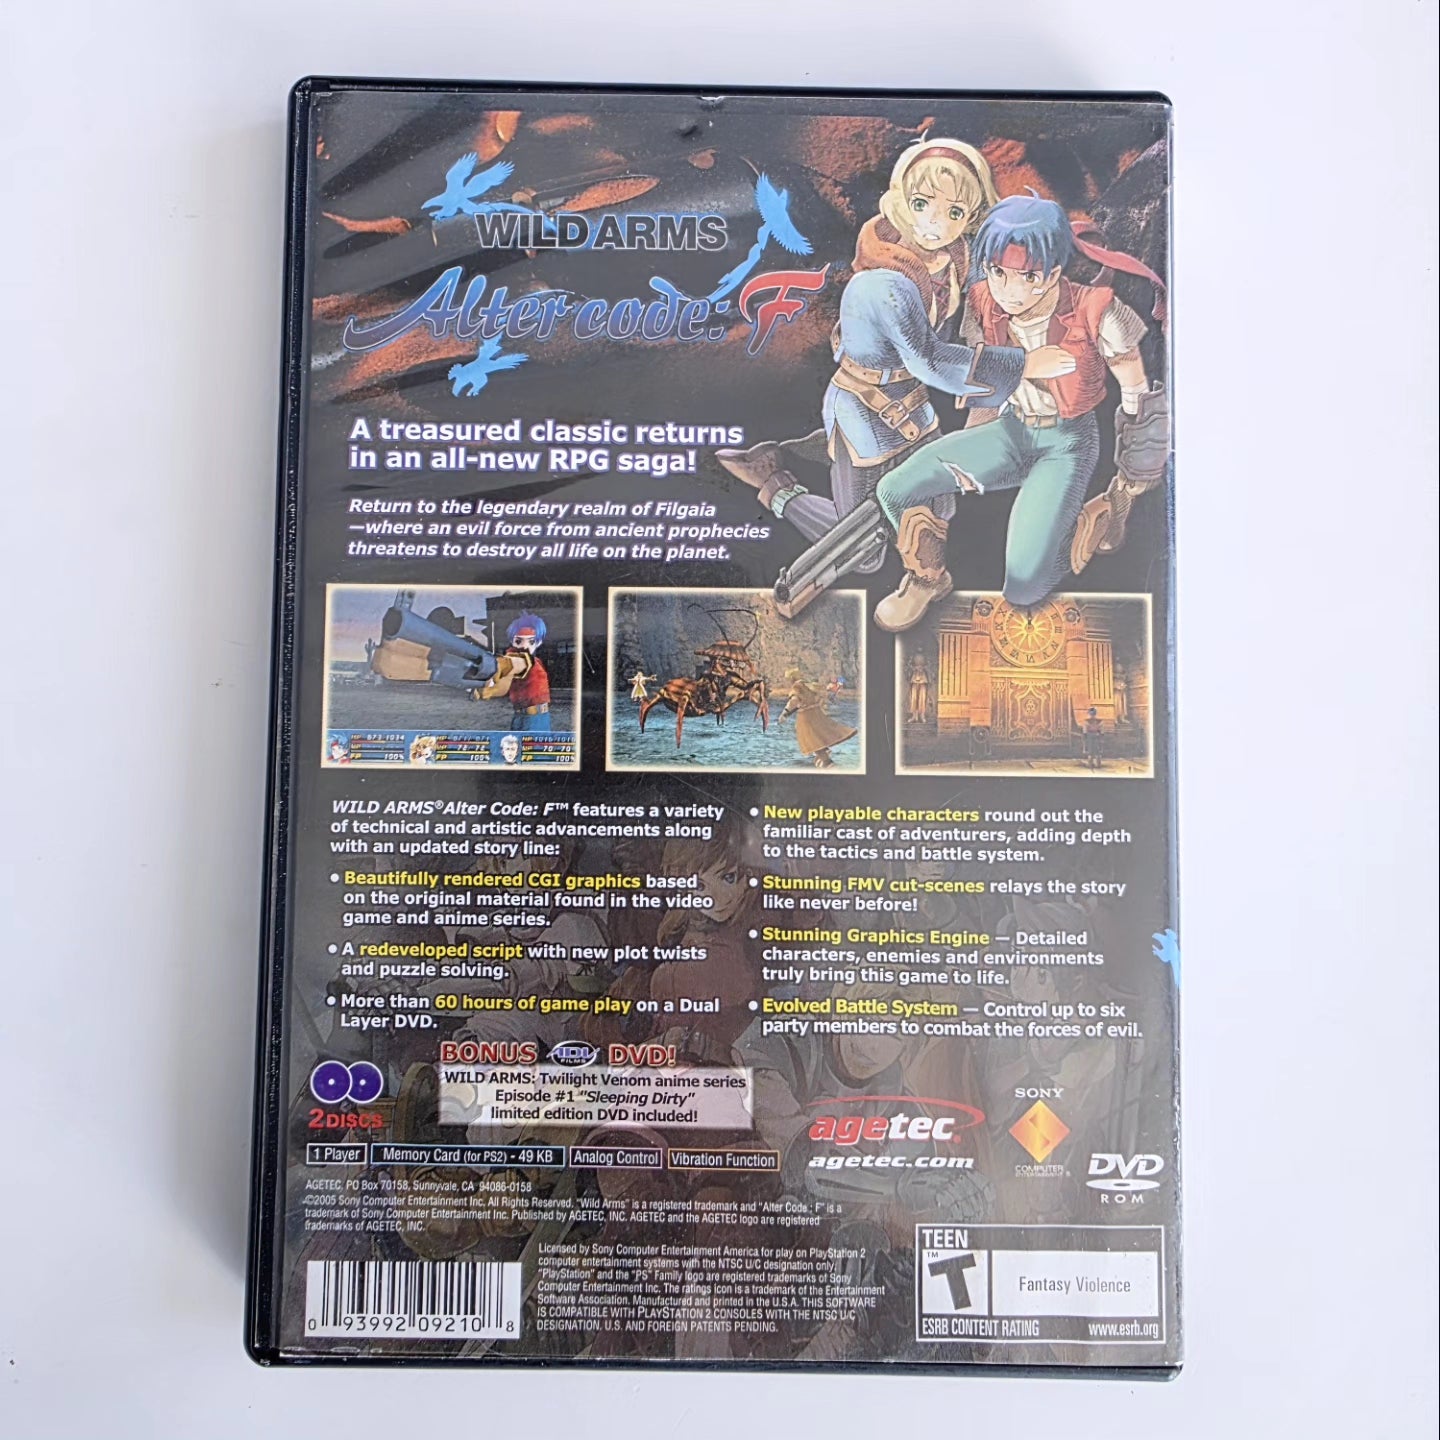 WILD ARMS
Alter code: F
A treasured classic returns
in an all-new RPG saga!
Return to the legendary realm of Filgaia
—where an evil force from ancient prophecies
threatens to destroy all life on the planet.
WILD ARMS®Alter Code: F™ features a variety
of technical and artistic advancements along
with an updated story line:
• Beautifully rendered CGI graphics based
on the original material found in the video
game and anime series.
• A redeveloped script with new plot twists
and puzzle solving.
• More than 60 hours of game play on a Dual
Layer DVD.
• New playable characters round out the
familiar cast of adventurers, adding depth
to the tactics and battle system.
• Stunning FMV cut-scenes relays the story
like never before!
• Stunning Graphics Engine — Detailed
characters, enemies and environments
truly bring this game to life.
• Evolved Battle System — Control up to six
party members to combat the forces of evil.
BONUS ADV FILMS DVD!
WILD ARMS: Twilight Venom anime series
Episode #1 "Sleeping Dirty"
limited edition DVD included!
2 DISCS
agetec
agetec.com
SONY
COMPUTER
ENTERTAINMENT®
DVD
ROM
1 Player
Memory Card (for PS2) - 49 KB
Analog Control
Vibration Function
AGETEC. PO Box 70158, Sunnyvale, CA 94086-0158
©2005 Sony Computer Entertainment Inc. All Rights Reserved. "Wild Arms" is a registered trademark and "Alter Code : F" is a
trademark of Sony Computer Entertainment Inc. Published by AGETEC, INC. AGETEC and the AGETEC logo are registered
trademarks of AGETEC, INC.
Licensed by Sony Computer Entertainment America for play on PlayStation 2
computer entertainment systems with the NTSC U/C designation only.
"PlayStation" and the "PS" Family logo are registered trademarks of Sony
Computer Entertainment Inc. The ratings icon is a trademark of the Entertainment
Software Association. Manufactured and printed in the U.S.A. THIS SOFTWARE
IS COMPATIBLE WITH PLAYSTATION 2 CONSOLES WITH THE NTSC U/C
DESIGNATION. U.S. AND FOREIGN PATENTS PENDING.
0 93992 09210 8
TEEN
™
T
Fantasy Violence
ESRB CONTENT RATING www.esrb.org